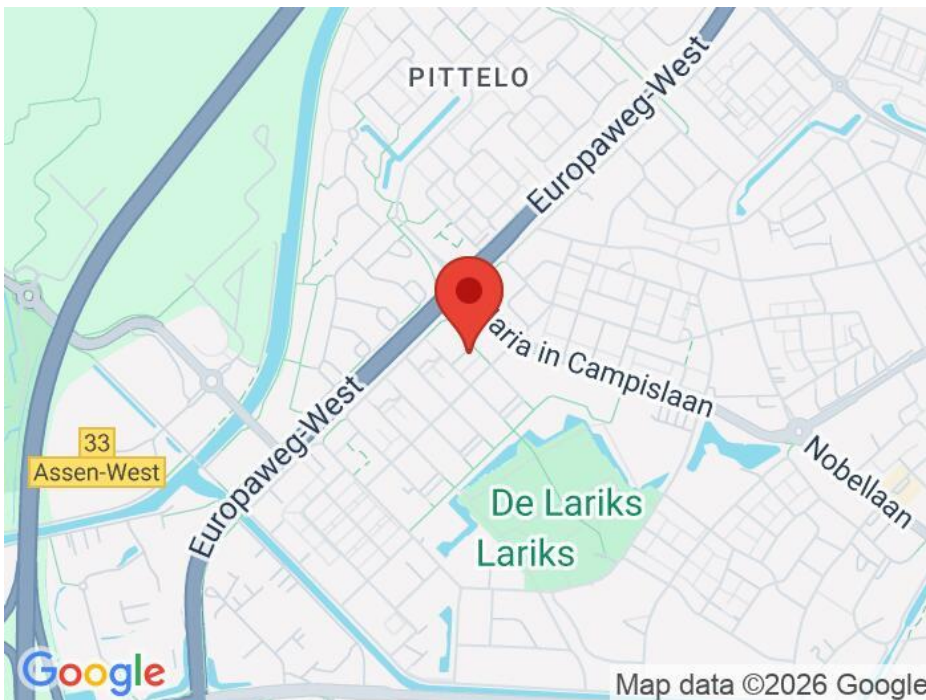 PITTELO
Europaweg-West
aria in Campislaan
Europaweg-West
33
Assen-West
De Lariks
Lariks
Nobellaan
Google
Map data ©2026 Google